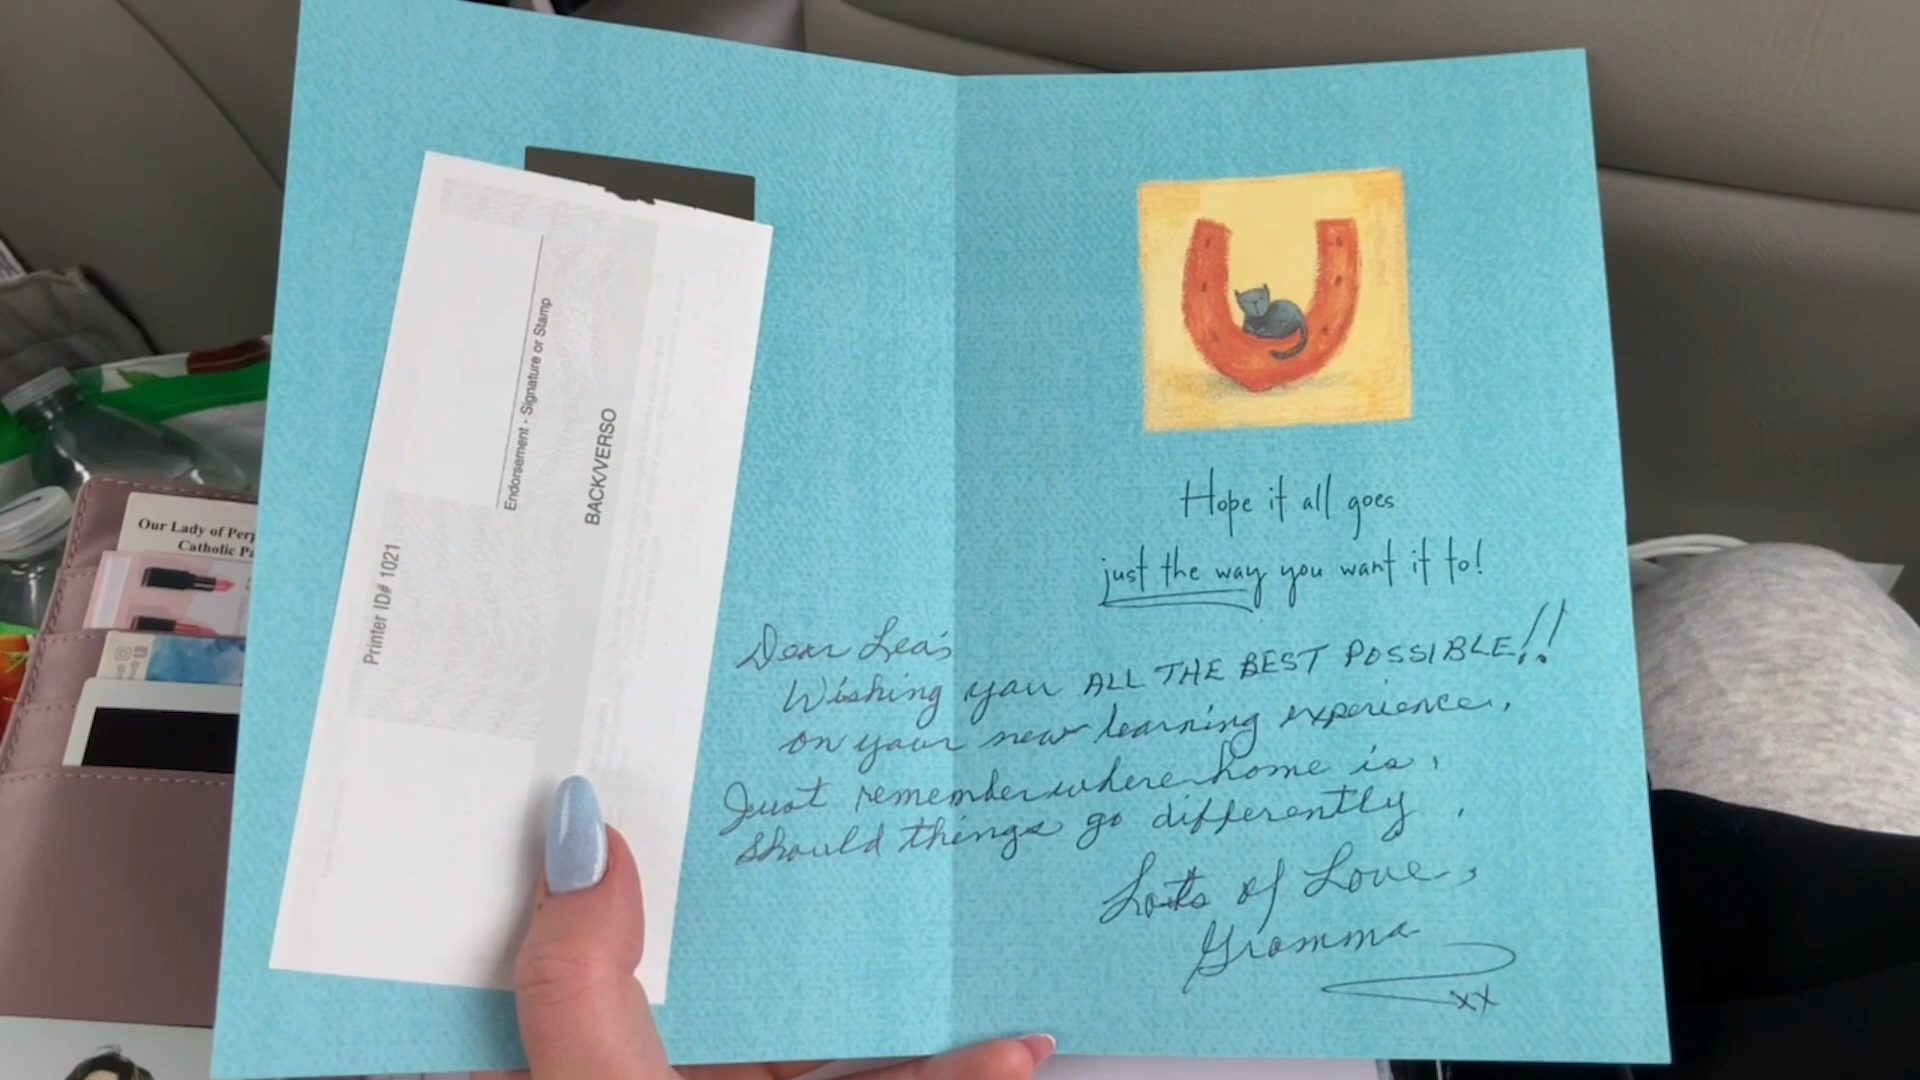 Endorsement - Signature or Stamp
BACK/VERSO
Printer ID# 1021
Our Lady of Perp
Catholic Pa
Hope it all goes
just the way you want it to!
Dear Lea,
Wishing you ALL THE BEST POSSIBLE!!
on your new learning experience.
Just remember where home is,
should things go differently.
Lots of Love,
Gramma
xx